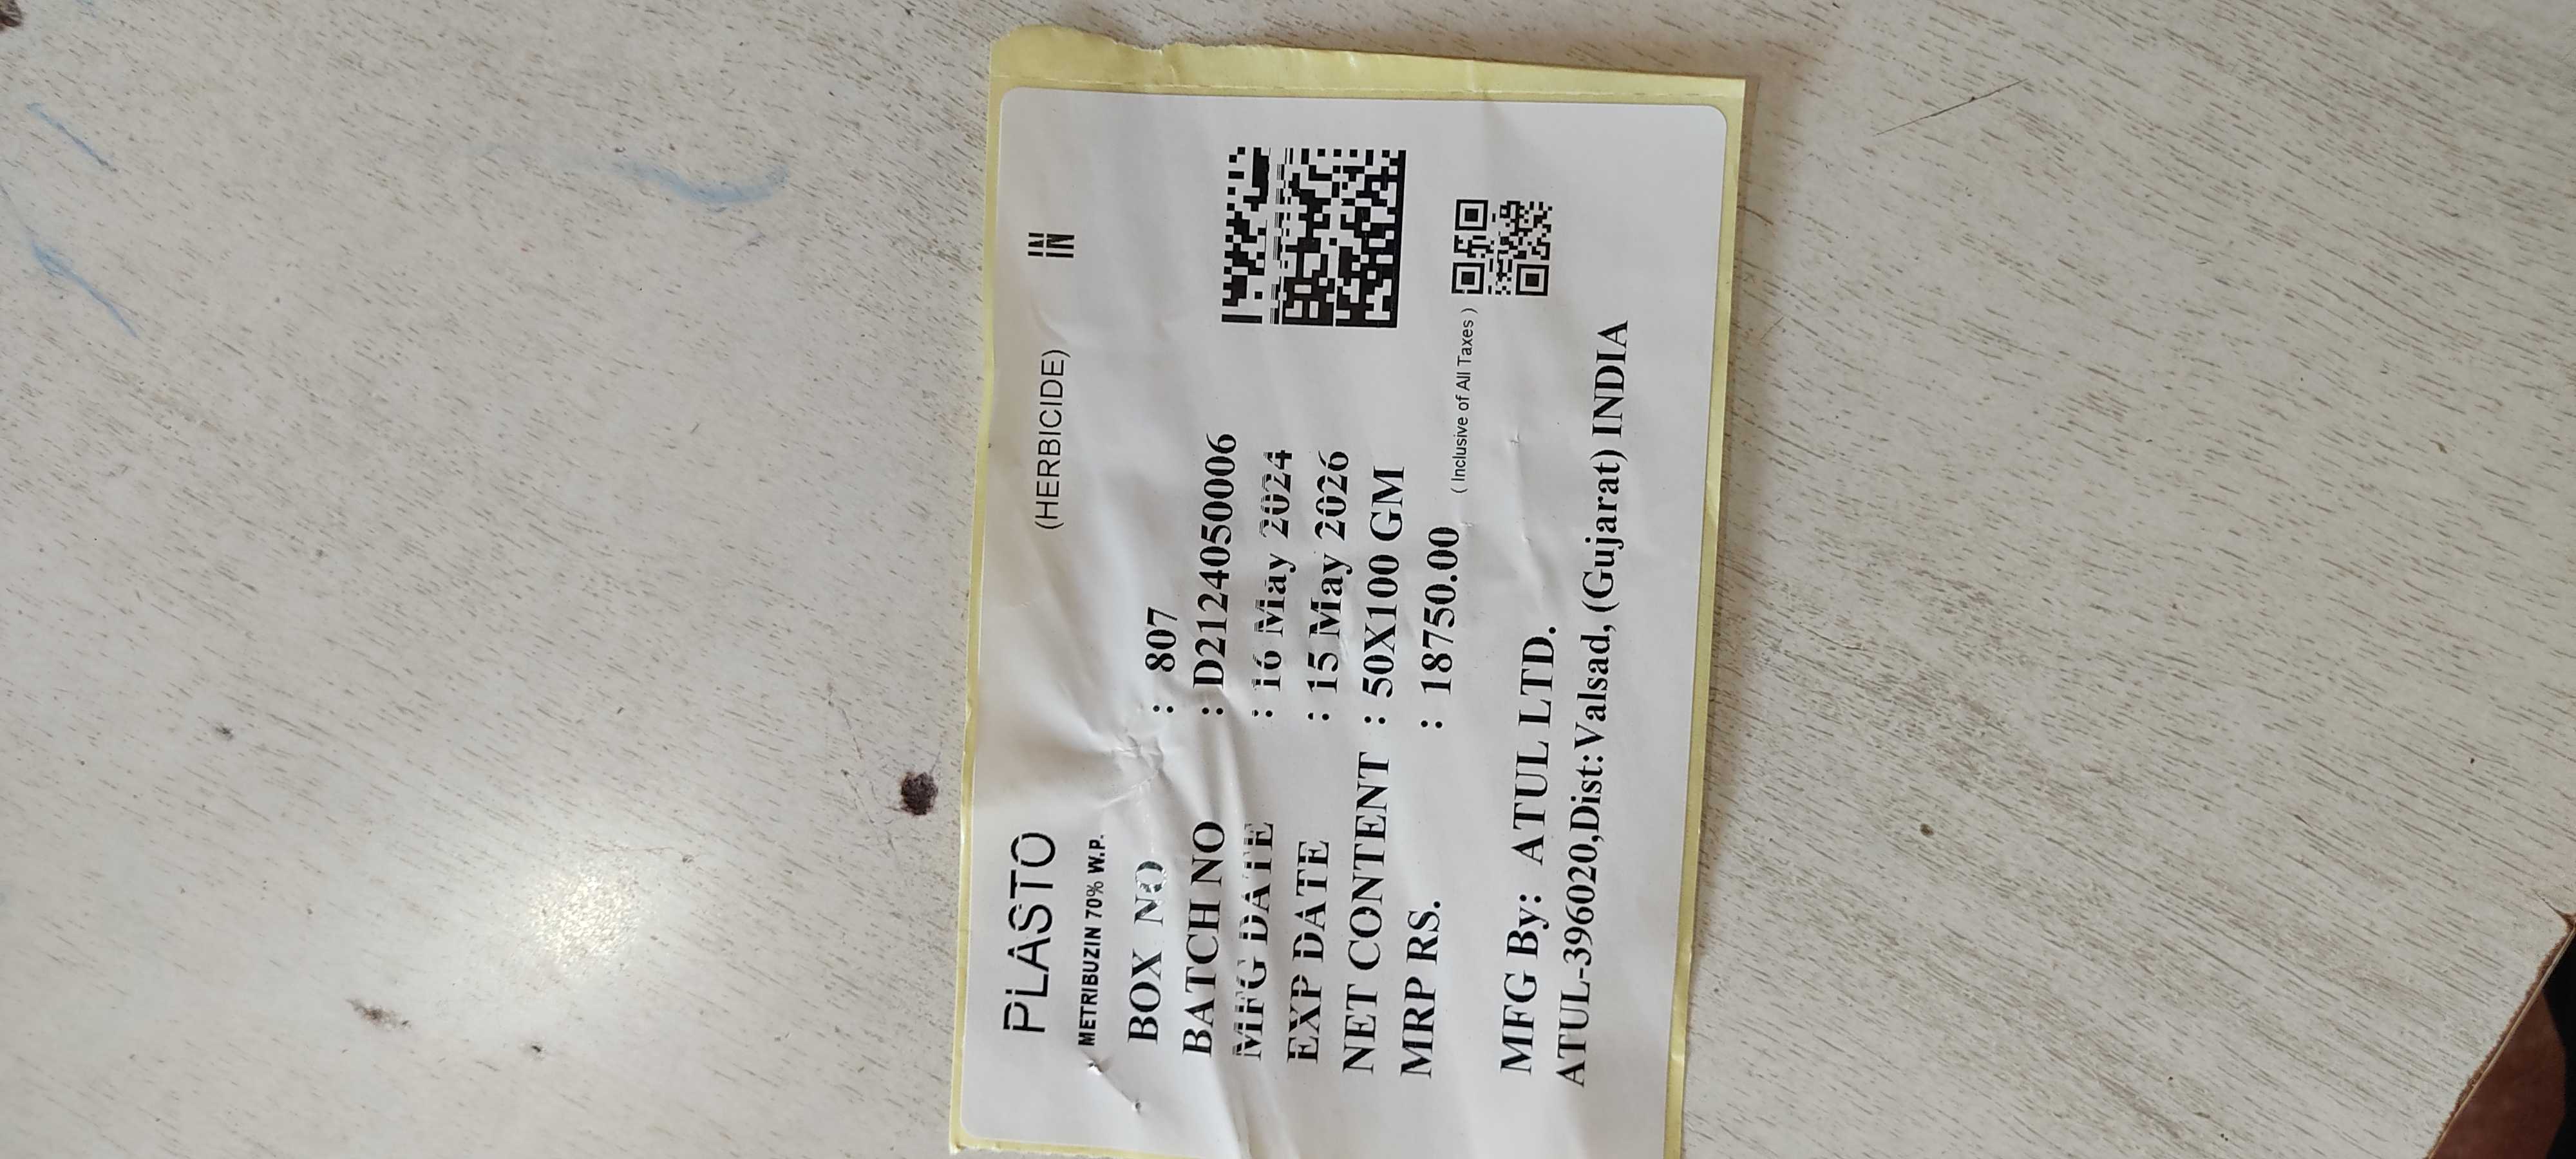 PLASTO (HERBICIDE) IN
METRIBUZIN 70% W.P.
BOX NO : 807
BATCH NO : D2124050006
MFG DATE : 16 May 2024
EXP DATE : 15 May 2026
NET CONTENT : 50X100 GM
MRP RS. : 18750.00 ( Inclusive of All Taxes )
MFG By: ATUL LTD.
ATUL-396020,Dist:Valsad, (Gujarat) INDIA